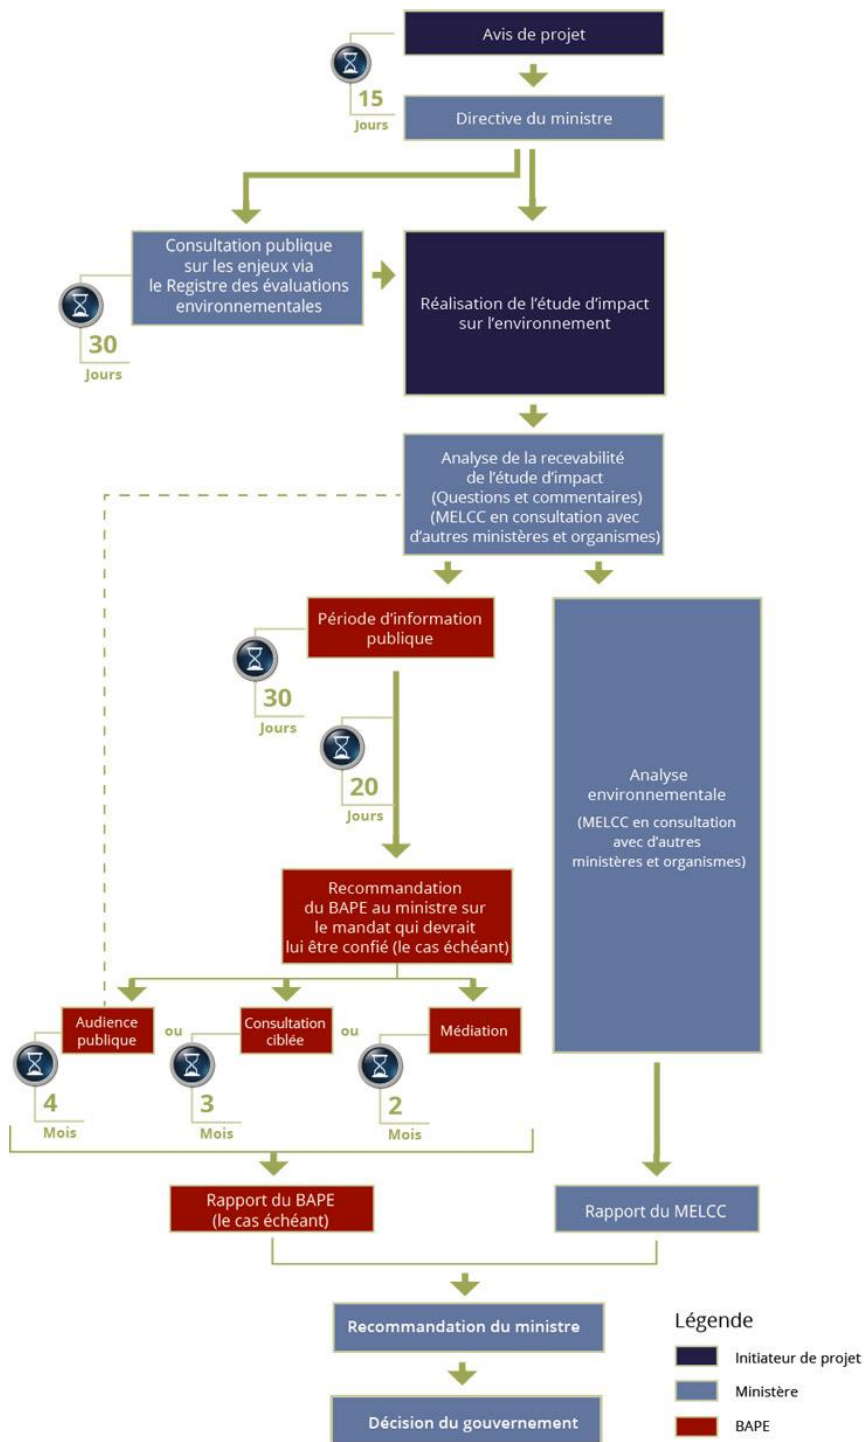 Avis de projet
15
Jours
Directive du ministre
Consultation publique
sur les enjeux via
le Registre des évaluations
environnementales
30
Jours
Réalisation de l'étude d'impact
sur l'environnement
Analyse de la recevabilité
de l'étude d'impact
(Questions et commentaires)
(MELCC en consultation avec
d'autres ministères et organismes)
Période d'information
publique
30
Jours
20
Jours
Analyse
environnementale
(MELCC en consultation
avec d'autres
ministères et organismes)
Recommandation
du BAPE au ministre sur
le mandat qui devrait
lui être confié (le cas échéant)
Audience
publique
ou
Consultation
ciblée
ou
Médiation
4
Mois
3
Mois
2
Mois
Rapport du BAPE
(le cas échéant)
Rapport du MELCC
Recommandation du ministre
Décision du gouvernement
Légende
Initiateur de projet
Ministère
BAPE